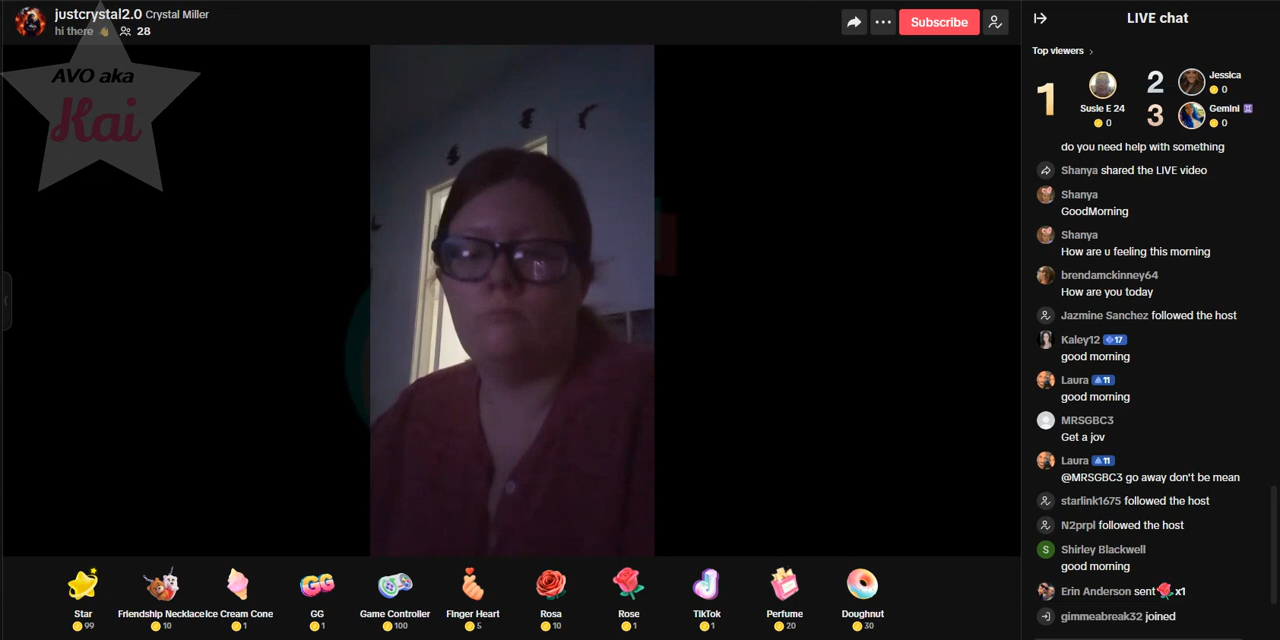 justcrystal2.0 Crystal Miller
hi there 👋 28
Subscribe
AVO aka
Kai
LIVE chat
Top viewers
1
Susie E 24
0
2
Jessica
0
3
Gemini ♊
0
do you need help with something
Shanya shared the LIVE video
Shanya
GoodMorning
Shanya
How are u feeling this morning
brendamckinney64
How are you today
Jazmine Sanchez followed the host
Kaley12 17
good morning
Laura 11
good morning
MRSGBC3
Get a jov
Laura 11
@MRSGBC3 go away don't be mean
starlink1675 followed the host
N2prpl followed the host
S
Shirley Blackwell
good morning
Erin Anderson sent x1
gimmeabreak32 joined
GG
Star
99
Friendship Necklace
10
Ice Cream Cone
1
GG
1
Game Controller
100
Finger Heart
5
Rosa
10
Rose
1
TikTok
1
Perfume
20
Doughnut
30